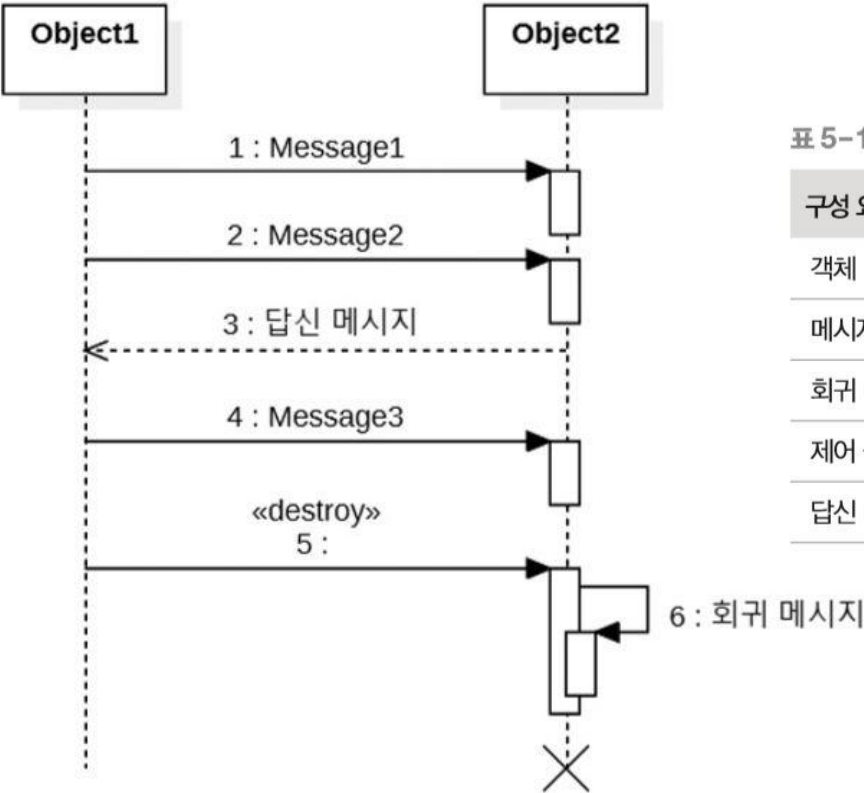 Object1
Object2
1 : Message1
2 : Message2
3 : 답신 메시지
4 : Message3
«destroy»
5 :
6 : 회귀 메시지
표 5-1
구성
객체
메시지
회귀
제어
답신